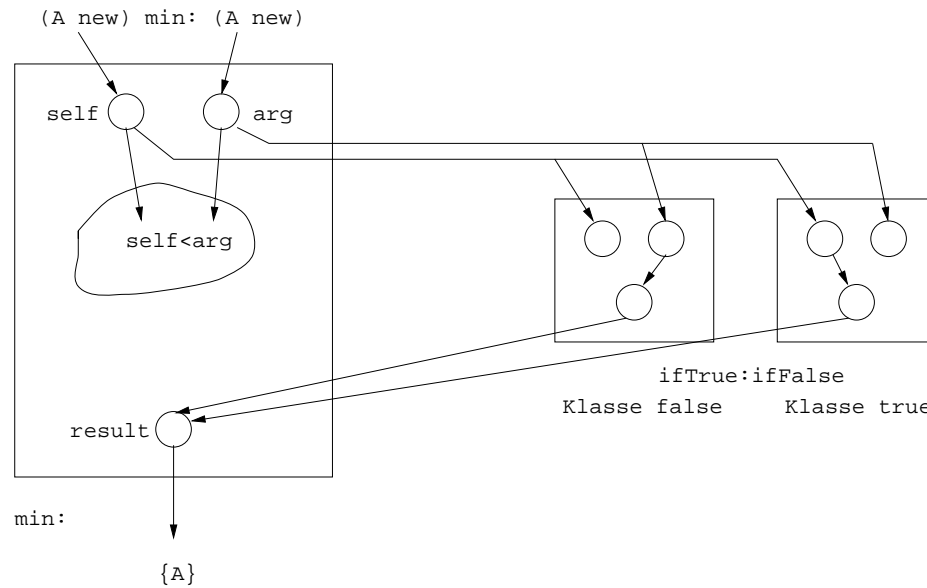 (A new) min: (A new)
self
arg
self<arg
ifTrue:ifFalse
Klasse false
Klasse true
result
min:
{A}